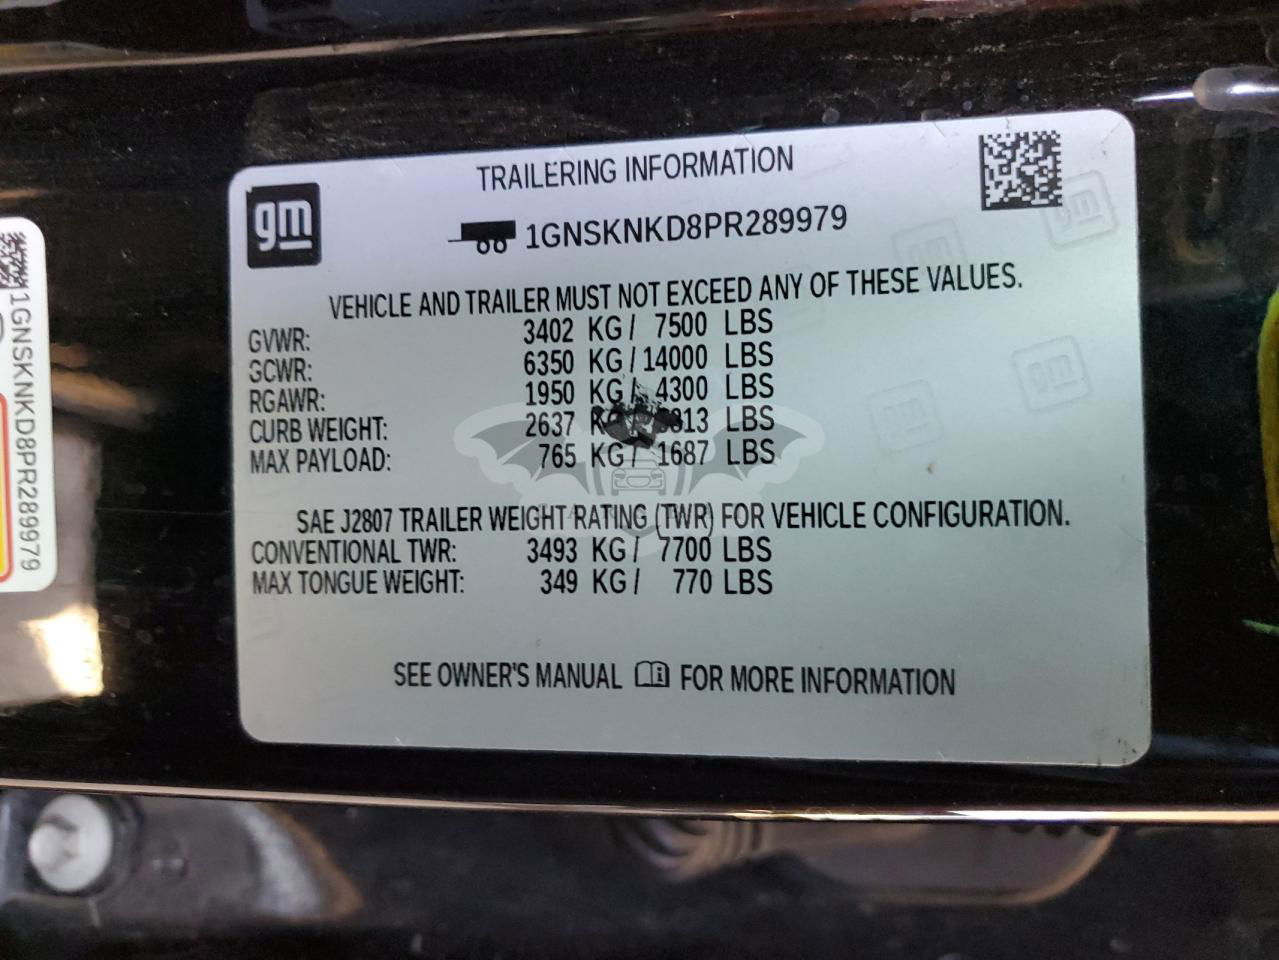 gm
TRAILERING INFORMATION
1GNSKNKD8PR289979
VEHICLE AND TRAILER MUST NOT EXCEED ANY OF THESE VALUES.
GVWR: 3402 KG / 7500 LBS
GCWR: 6350 KG / 14000 LBS
RGAWR: 1950 KG / 4300 LBS
CURB WEIGHT: 2637 LBS
MAX PAYLOAD: 765 KG / 1687 LBS
SAE J2807 TRAILER WEIGHT RATING (TWR) FOR VEHICLE CONFIGURATION.
CONVENTIONAL TWR: 3493 KG / 7700 LBS
MAX TONGUE WEIGHT: 349 KG / 770 LBS
SEE OWNER'S MANUAL FOR MORE INFORMATION
1GNSKNKD8PR289979